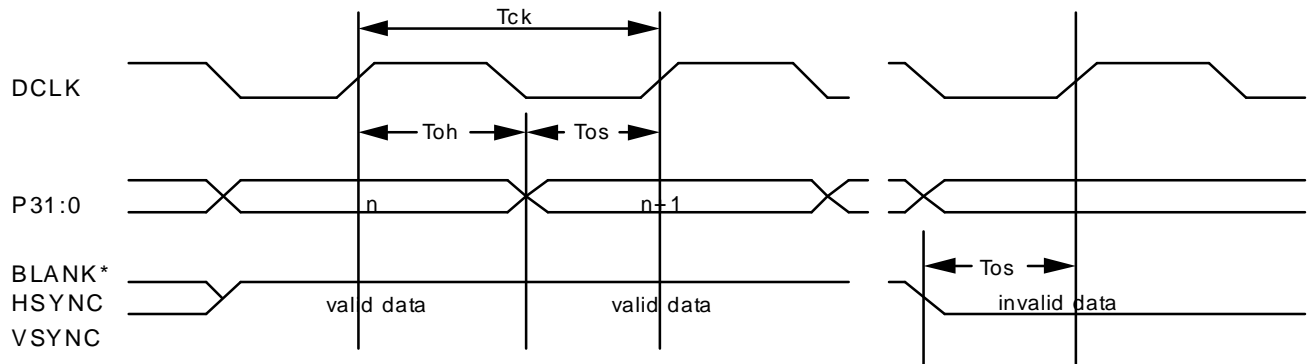 Tck
DCLK
Toh
Tos
P31:0
n
n+1
BLANK*
Tos
HSYNC
valid data
valid data
invalid data
VSYNC